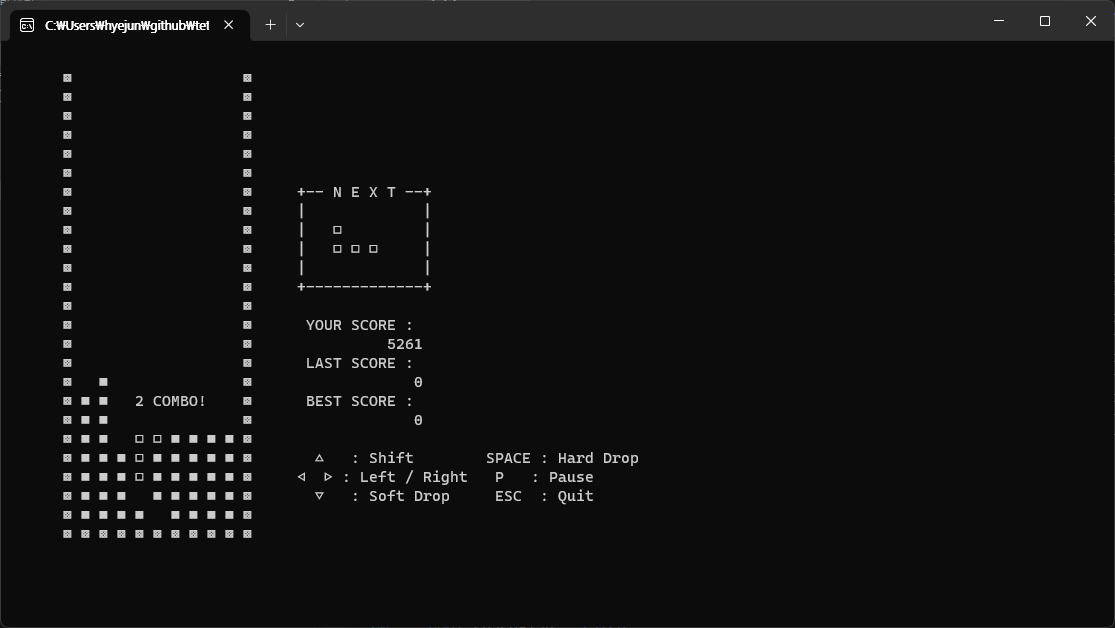 C:₩Users₩hyejun₩github₩tet
+-- N E X T --+
YOUR SCORE :
5261
LAST SCORE :
0
2 COMBO!
BEST SCORE :
0
△ : Shift SPACE : Hard Drop
◁ ▷ : Left / Right P : Pause
▽ : Soft Drop ESC : Quit